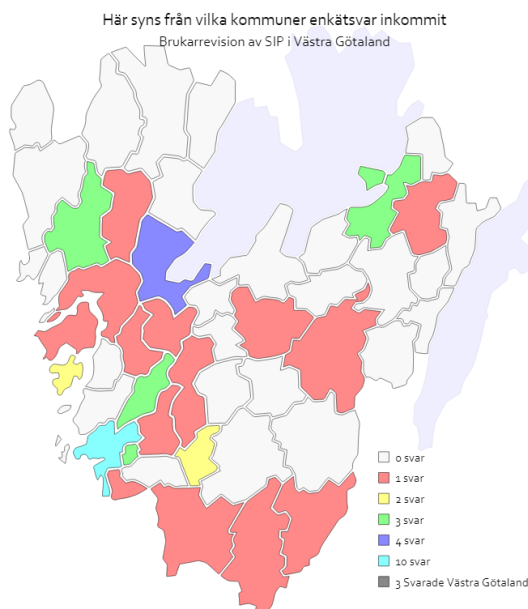 Här syns från vilka kommuner enkätsvar inkommit
Brukarrevision av SIP i Västra Götaland
0 svar
1 svar
2 svar
3 svar
4 svar
10 svar
3 Svarade Västra Götaland